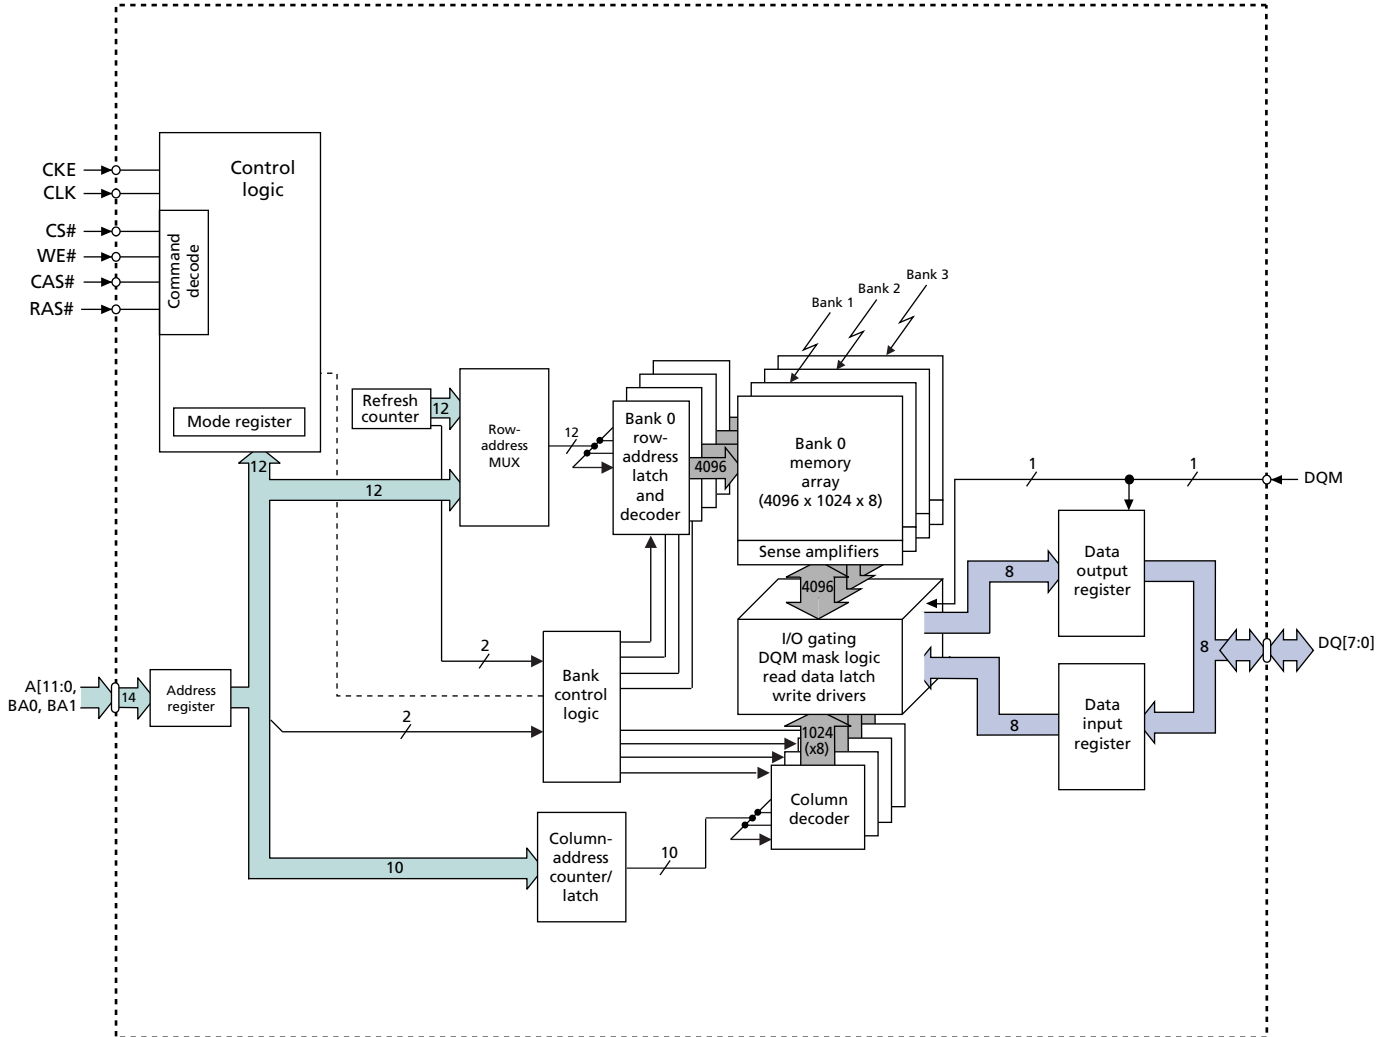 CKE
CLK
CS#
WE#
CAS#
RAS#
Control
logic
Command
decode
Mode register
Bank 1
Bank 2
Bank 3
Refresh
counter
12
Row-
address
MUX
12
12
12
Bank 0
row-
address
latch
and
decoder
4096
Bank 0
memory
array
(4096 x 1024 x 8)
Sense amplifiers
4096
I/O gating
DQM mask logic
read data latch
write drivers
1
1
DQM
Data
output
register
8
8
DQ[7:0]
Data
input
register
8
A[11:0,
BA0, BA1
14
Address
register
2
2
Bank
control
logic
1024
(x8)
Column
decoder
10
Column-
address
counter/
latch
10